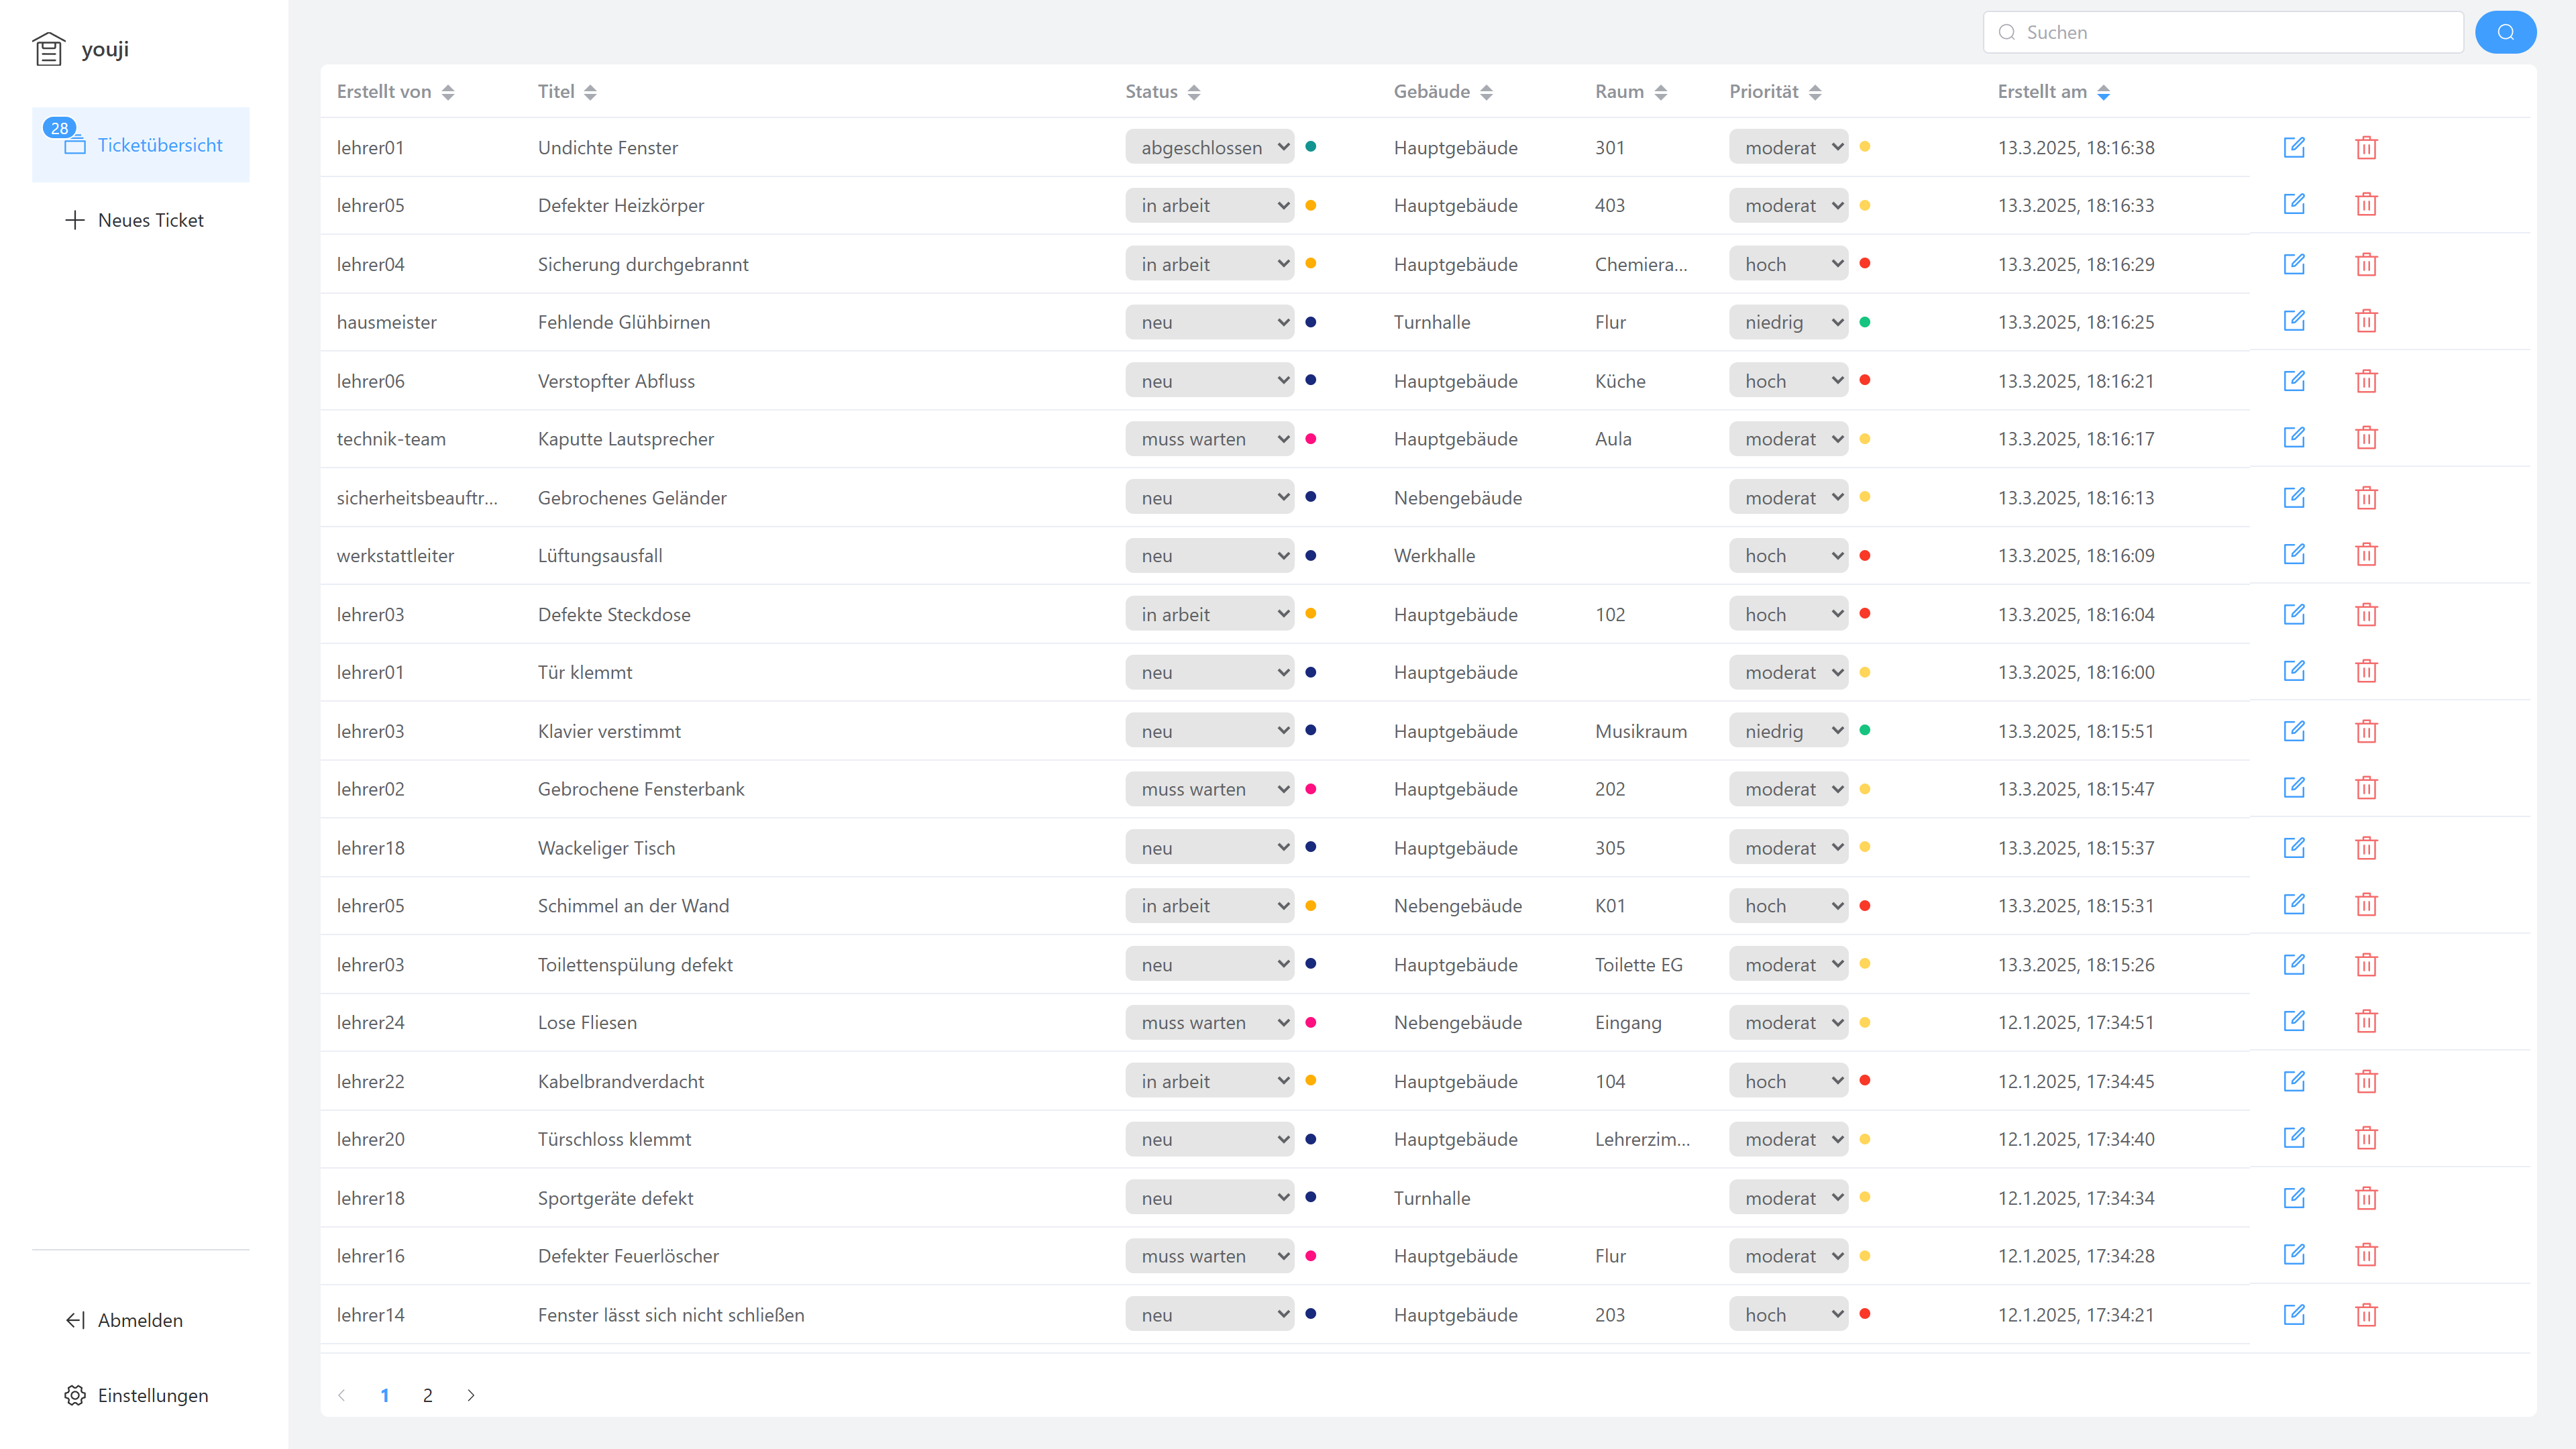 youji
28
Ticketübersicht
Neues Ticket
Abmelden
Einstellungen
Suchen
Erstellt von Titel Status Gebäude Raum Priorität Erstellt am
lehrer01 Undichte Fenster abgeschlossen Hauptgebäude 301 moderat 13.3.2025, 18:16:38
lehrer05 Defekter Heizkörper in arbeit Hauptgebäude 403 moderat 13.3.2025, 18:16:33
lehrer04 Sicherung durchgebrannt in arbeit Hauptgebäude Chemiera... hoch 13.3.2025, 18:16:29
hausmeister Fehlende Glühbirnen neu Turnhalle Flur niedrig 13.3.2025, 18:16:25
lehrer06 Verstopfter Abfluss neu Hauptgebäude Küche hoch 13.3.2025, 18:16:21
technik-team Kaputte Lautsprecher muss warten Hauptgebäude Aula moderat 13.3.2025, 18:16:17
sicherheitsbeauftr... Gebrochenes Geländer neu Nebengebäude moderat 13.3.2025, 18:16:13
werkstattleiter Lüftungsausfall neu Werkhalle hoch 13.3.2025, 18:16:09
lehrer03 Defekte Steckdose in arbeit Hauptgebäude 102 hoch 13.3.2025, 18:16:04
lehrer01 Tür klemmt neu Hauptgebäude moderat 13.3.2025, 18:16:00
lehrer03 Klavier verstimmt neu Hauptgebäude Musikraum niedrig 13.3.2025, 18:15:51
lehrer02 Gebrochene Fensterbank muss warten Hauptgebäude 202 moderat 13.3.2025, 18:15:47
lehrer18 Wackeliger Tisch neu Hauptgebäude 305 moderat 13.3.2025, 18:15:37
lehrer05 Schimmel an der Wand in arbeit Nebengebäude K01 hoch 13.3.2025, 18:15:31
lehrer03 Toilettenspülung defekt neu Hauptgebäude Toilette EG moderat 13.3.2025, 18:15:26
lehrer24 Lose Fliesen muss warten Nebengebäude Eingang moderat 12.1.2025, 17:34:51
lehrer22 Kabelbrandverdacht in arbeit Hauptgebäude 104 hoch 12.1.2025, 17:34:45
lehrer20 Türschloss klemmt neu Hauptgebäude Lehrerzim... moderat 12.1.2025, 17:34:40
lehrer18 Sportgeräte defekt neu Turnhalle moderat 12.1.2025, 17:34:34
lehrer16 Defekter Feuerlöscher muss warten Hauptgebäude Flur moderat 12.1.2025, 17:34:28
lehrer14 Fenster lässt sich nicht schließen neu Hauptgebäude 203 hoch 12.1.2025, 17:34:21
1 2